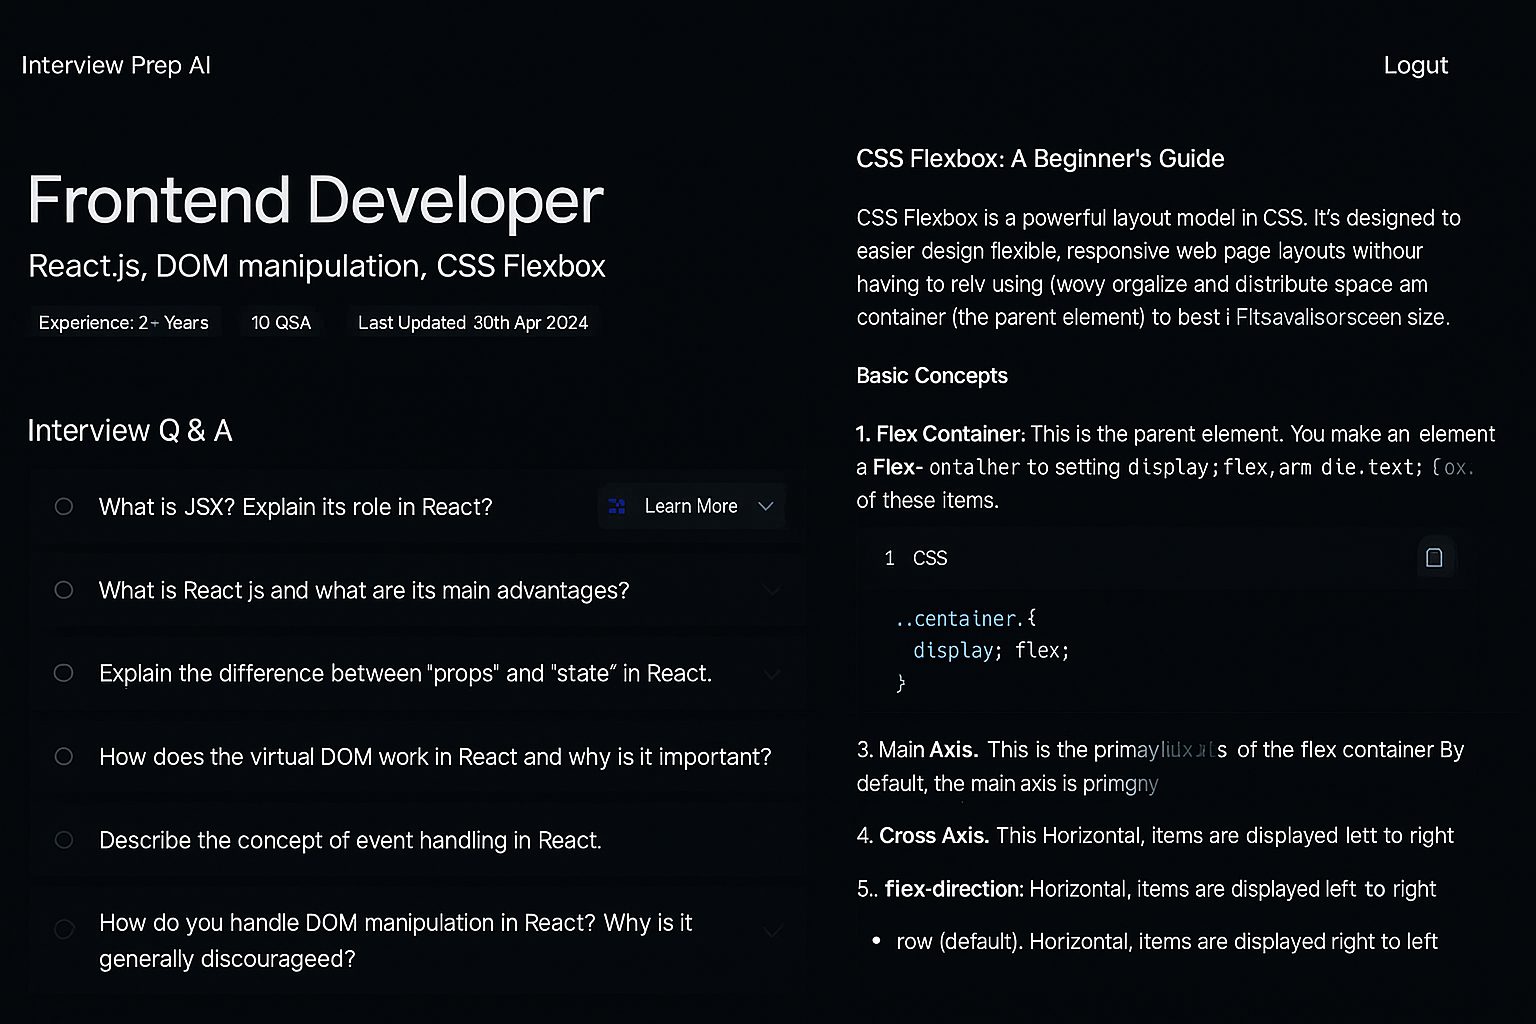 Interview Prep AI
Logut
Frontend Developer
React.js, DOM manipulation, CSS Flexbox
Experience: 2+ Years
10 QSA
Last Updated 30th Apr 2024
Interview Q & A
What is JSX? Explain its role in React?
Learn More
What is React js and what are its main advantages?
Explain the difference between "props" and "state" in React.
How does the virtual DOM work in React and why is it important?
Describe the concept of event handling in React.
How do you handle DOM manipulation in React? Why is it
generally discourageed?
CSS Flexbox: A Beginner's Guide
CSS Flexbox is a powerful layout model in CSS. It's designed to
easier design flexible, responsive web page layouts withour
having to relv using (wovy orgalize and distribute space am
container (the parent element) to best i Fltsavalisorsceen size.
Basic Concepts
1. Flex Container: This is the parent element. You make an element
a Flex- ontalher to setting display;flex,arm die.text; {ox.
of these items.
1 CSS
..centainer.{
display; flex;
}
3. Main Axis. This is the of the flex container By
default, the main axis is primgny
4. Cross Axis. This Horizontal, items are displayed lett to right
5.. fiex-direction: Horizontal, items are displayed left to right
• row (default). Horizontal, items are displayed right to left